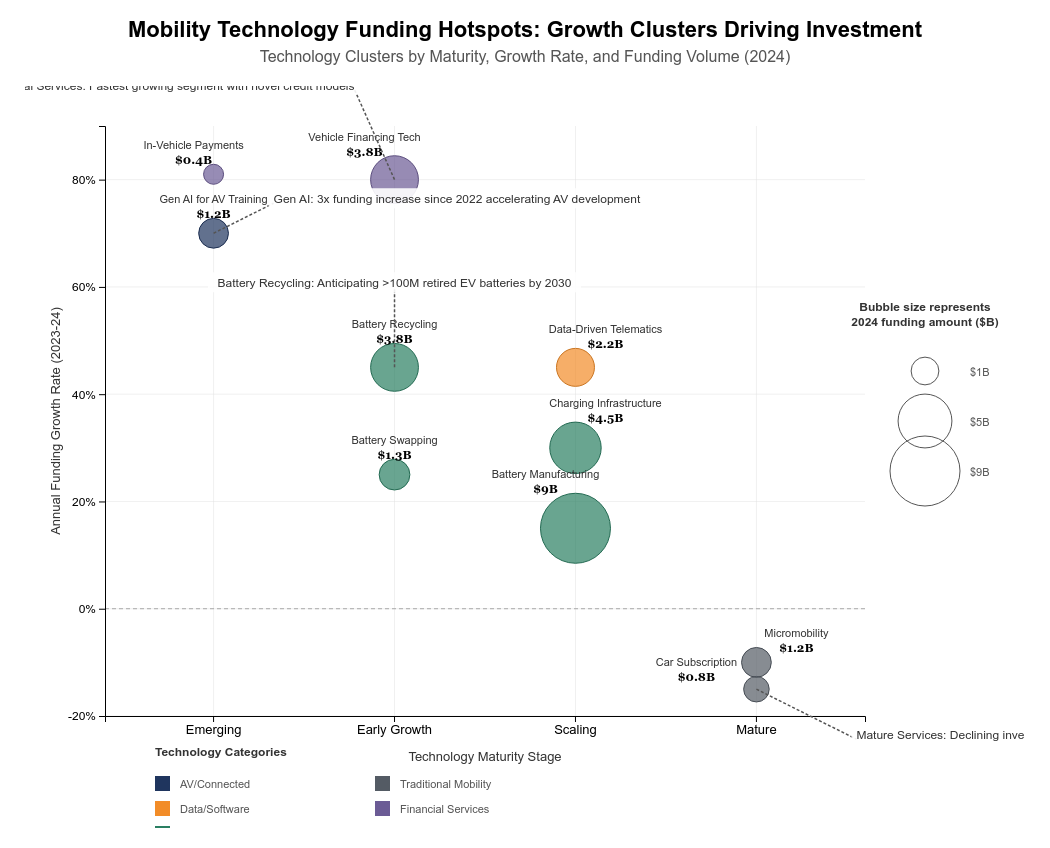 Mobility Technology Funding Hotspots: Growth Clusters Driving Investment
Technology Clusters by Maturity, Growth Rate, and Funding Volume (2024)
al Services: Fastest growing segment with novel credit models
Vehicle Financing Tech
$3.8B
In-Vehicle Payments
$0.4B
80%
Gen AI for AV Training
$1.2B
Gen AI: 3x funding increase since 2022 accelerating AV development
60%
Battery Recycling: Anticipating >100M retired EV batteries by 2030
Bubble size represents
2024 funding amount ($B)
$1B
$5B
$9B
Battery Recycling
$3.8B
Data-Driven Telematics
$2.2B
40%
Charging Infrastructure
$4.5B
Battery Swapping
$1.3B
Battery Manufacturing
$9B
20%
0%
Micromobility
$1.2B
Car Subscription
$0.8B
-20%
Annual Funding Growth Rate (2023-24)
Emerging
Early Growth
Scaling
Mature
Mature Services: Declining inve
Technology Maturity Stage
Technology Categories
AV/Connected
Traditional Mobility
Data/Software
Financial Services